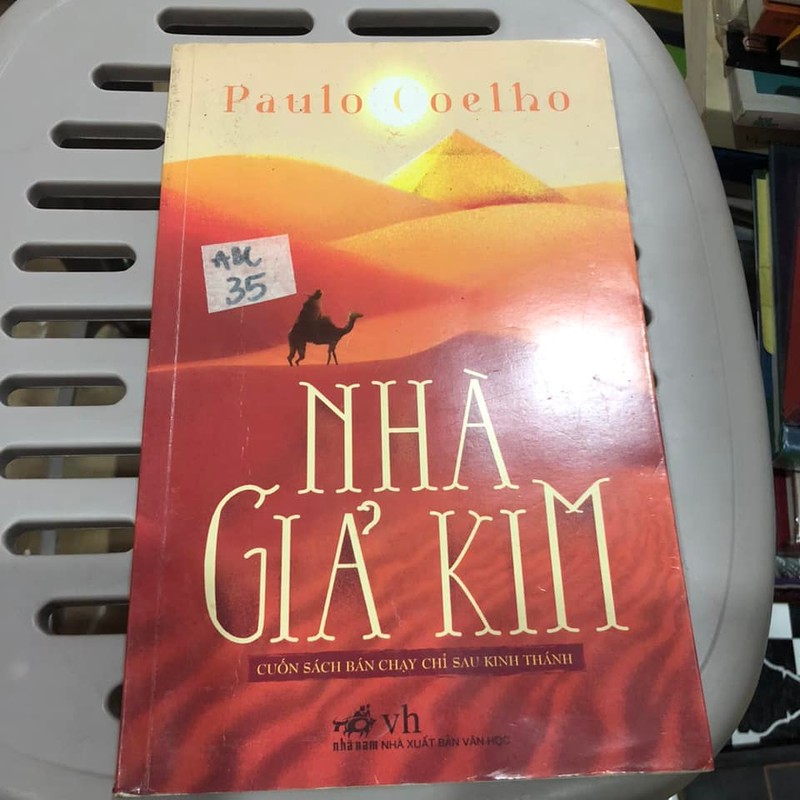 Paulo Coelho
ABC
35
NHÀ
GIẢ KIM
CUỐN SÁCH BÁN CHẠY CHỈ SAU KINH THÁNH
vh
nhã nam NHÀ XUẤT BẢN VĂN HỌC